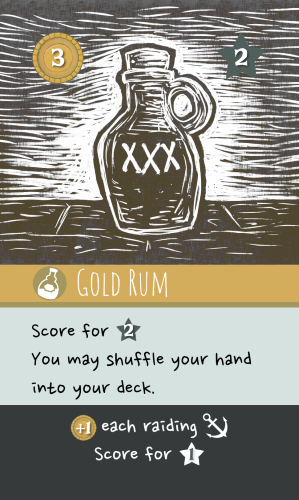 3
2
XXX
Gold Rum
Score for 2
You may shuffle your hand
into your deck.
+1 each raiding
Score for 1